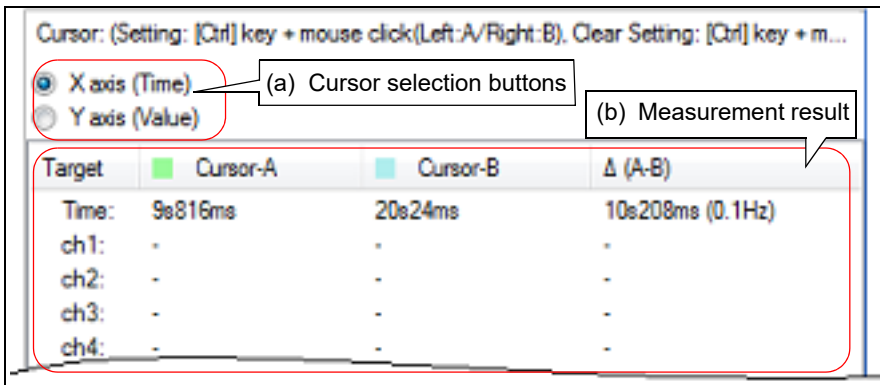 Cursor: (Setting: [Ctrl] key + mouse click(Left:A/Right:B), Clear Setting: [Ctrl] key + m...
X axis (Time)
(a) Cursor selection buttons
Y axis (Value)
(b) Measurement result
Target Cursor-A Cursor-B Δ (A-B)
Time: 9s816ms 20s24ms 10s208ms (0.1Hz)
ch1: - - -
ch2: - - -
ch3: - - -
ch4: - - -